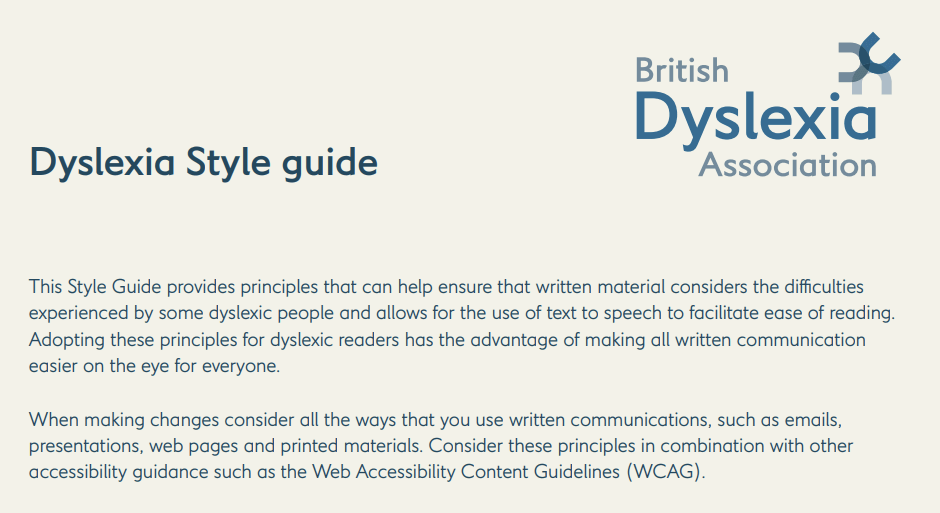 British
Dyslexia
Association
Dyslexia Style guide
This Style Guide provides principles that can help ensure that written material considers the difficulties
experienced by some dyslexic people and allows for the use of text to speech to facilitate ease of reading.
Adopting these principles for dyslexic readers has the advantage of making all written communication
easier on the eye for everyone.
When making changes consider all the ways that you use written communications, such as emails,
presentations, web pages and printed materials. Consider these principles in combination with other
accessibility guidance such as the Web Accessibility Content Guidelines (WCAG).